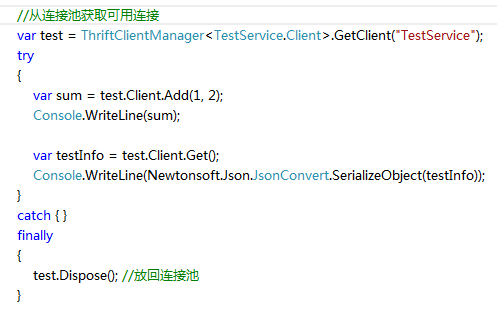 //从连接池获取可用连接
var test = ThriftClientManager<TestService.Client>.GetClient("TestService");
try
{
var sum = test.Client.Add(1, 2);
Console.WriteLine(sum);
var testInfo = test.Client.Get();
Console.WriteLine(Newtonsoft.Json.JsonConvert.SerializeObject(testInfo));
}
catch { }
finally
{
test.Dispose(); //放回连接池
}